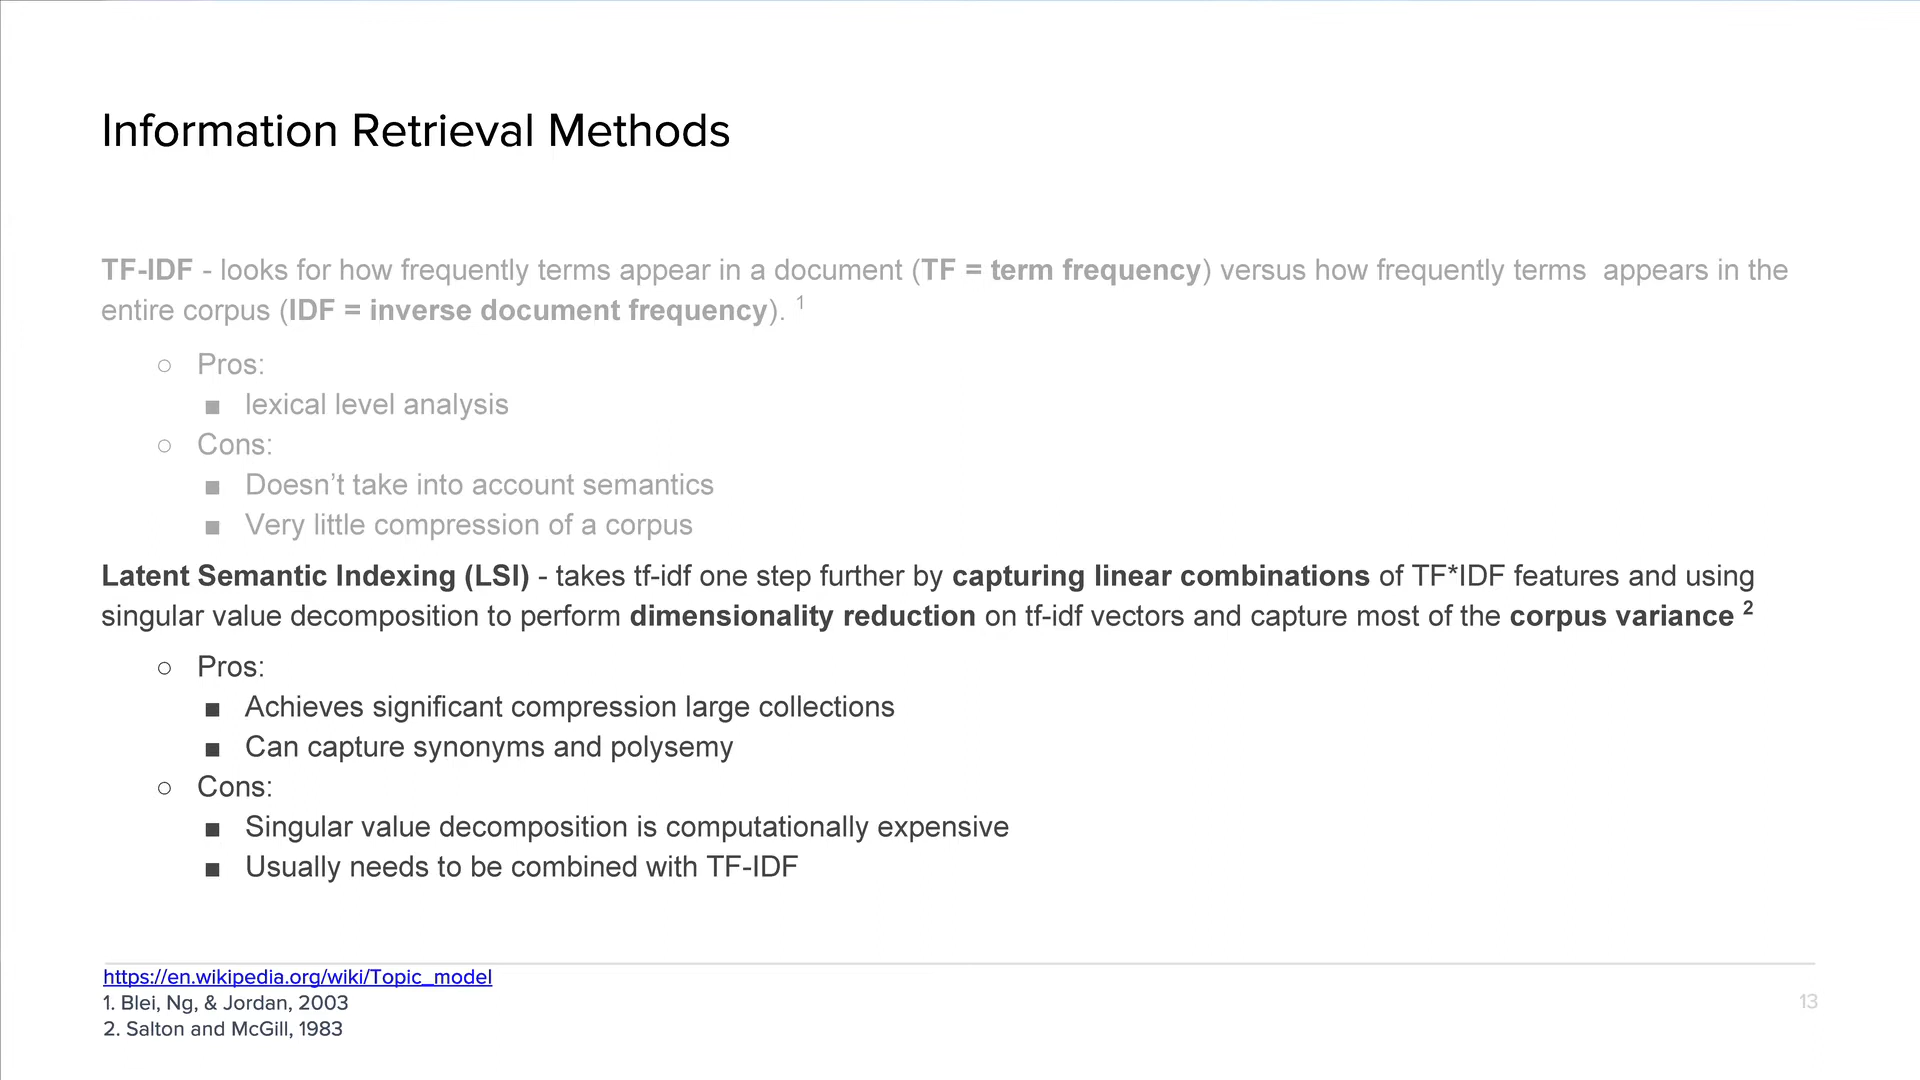 Information Retrieval Methods
TF-IDF - looks for how frequently terms appear in a document (TF = term frequency) versus how frequently terms  appears in the
entire corpus (IDF = inverse document frequency). 1
○ Pros:
■ lexical level analysis
○ Cons:
■ Doesn’t take into account semantics
■ Very little compression of a corpus
Latent Semantic Indexing (LSI) - takes tf-idf one step further by capturing linear combinations of TF*IDF features and using
singular value decomposition to perform dimensionality reduction on tf-idf vectors and capture most of the corpus variance 2
○ Pros:
■ Achieves significant compression large collections
■ Can capture synonyms and polysemy
○ Cons:
■ Singular value decomposition is computationally expensive
■ Usually needs to be combined with TF-IDF
https://en.wikipedia.org/wiki/Topic_model
1. Blei, Ng, & Jordan, 2003
2. Salton and McGill, 1983
13